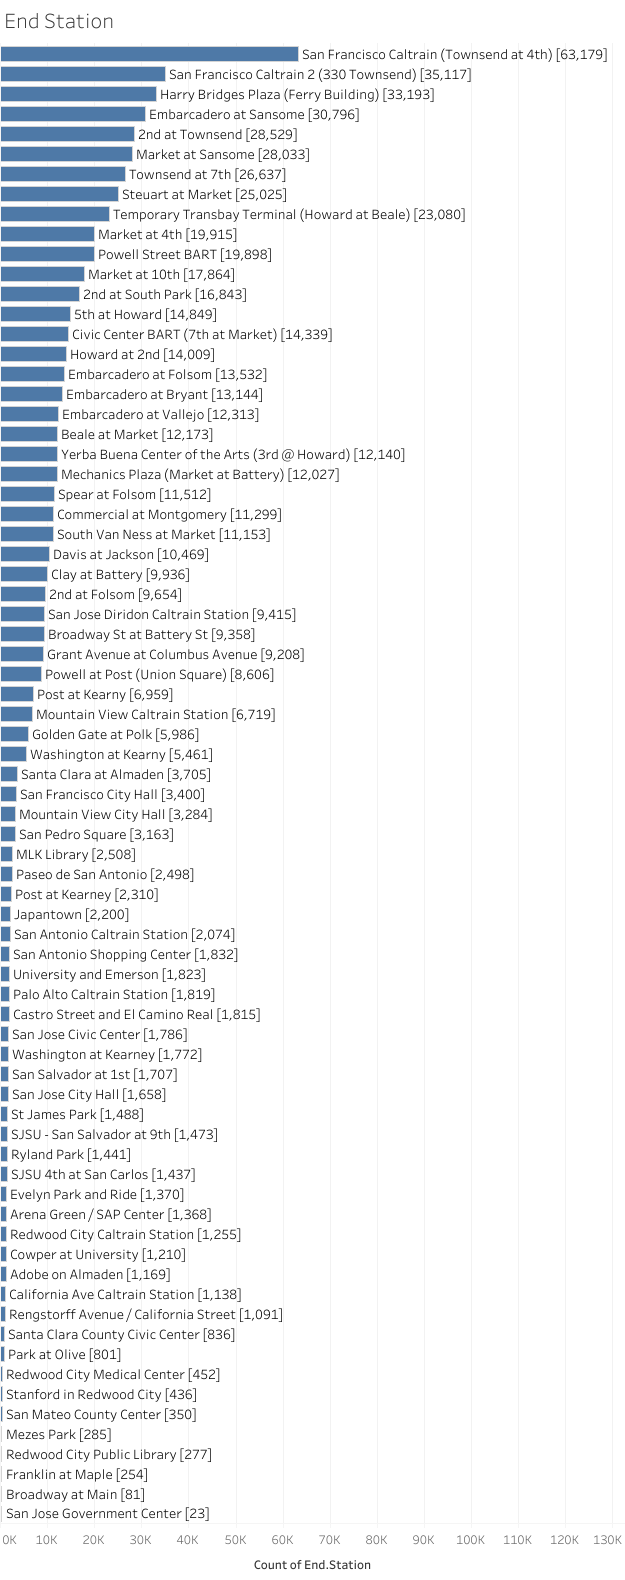 End Station
San Francisco Caltrain (Townsend at 4th) [63,179]
San Francisco Caltrain 2 (330 Townsend) [35,117]
Harry Bridges Plaza (Ferry Building) [33,193]
Embarcadero at Sansome [30,796]
2nd at Townsend [28,529]
Market at Sansome [28,033]
Townsend at 7th [26,637]
Steuart at Market [25,025]
Temporary Transbay Terminal (Howard at Beale) [23,080]
Market at 4th [19,915]
Powell Street BART [19,898]
Market at 10th [17,864]
2nd at South Park [16,843]
5th at Howard [14,849]
Civic Center BART (7th at Market) [14,339]
Howard at 2nd [14,009]
Embarcadero at Folsom [13,532]
Embarcadero at Bryant [13,144]
Embarcadero at Vallejo [12,313]
Beale at Market [12,173]
Yerba Buena Center of the Arts (3rd @ Howard) [12,140]
Mechanics Plaza (Market at Battery) [12,027]
Spear at Folsom [11,512]
Commercial at Montgomery [11,299]
South Van Ness at Market [11,153]
Davis at Jackson [10,469]
Clay at Battery [9,936]
2nd at Folsom [9,654]
San Jose Diridon Caltrain Station [9,415]
Broadway St at Battery St [9,358]
Grant Avenue at Columbus Avenue [9,208]
Powell at Post (Union Square) [8,606]
Post at Kearny [6,959]
Mountain View Caltrain Station [6,719]
Golden Gate at Polk [5,986]
Washington at Kearny [5,461]
Santa Clara at Almaden [3,705]
San Francisco City Hall [3,400]
Mountain View City Hall [3,284]
San Pedro Square [3,163]
MLK Library [2,508]
Paseo de San Antonio [2,498]
Post at Kearney [2,310]
Japantown [2,200]
San Antonio Caltrain Station [2,074]
San Antonio Shopping Center [1,832]
University and Emerson [1,823]
Palo Alto Caltrain Station [1,819]
Castro Street and El Camino Real [1,815]
San Jose Civic Center [1,786]
Washington at Kearney [1,772]
San Salvador at 1st [1,707]
San Jose City Hall [1,658]
St James Park [1,488]
SJSU - San Salvador at 9th [1,473]
Ryland Park [1,441]
SJSU 4th at San Carlos [1,437]
Evelyn Park and Ride [1,370]
Arena Green / SAP Center [1,368]
Redwood City Caltrain Station [1,255]
Cowper at University [1,210]
Adobe on Almaden [1,169]
California Ave Caltrain Station [1,138]
Rengstorff Avenue / California Street [1,091]
Santa Clara County Civic Center [836]
Park at Olive [801]
Redwood City Medical Center [452]
Stanford in Redwood City [436]
San Mateo County Center [350]
Mezes Park [285]
Redwood City Public Library [277]
Franklin at Maple [254]
Broadway at Main [81]
San Jose Government Center [23]
0K 10K 20K 30K 40K 50K 60K 70K 80K 90K 100K 110K 120K 130K
Count of End.Station